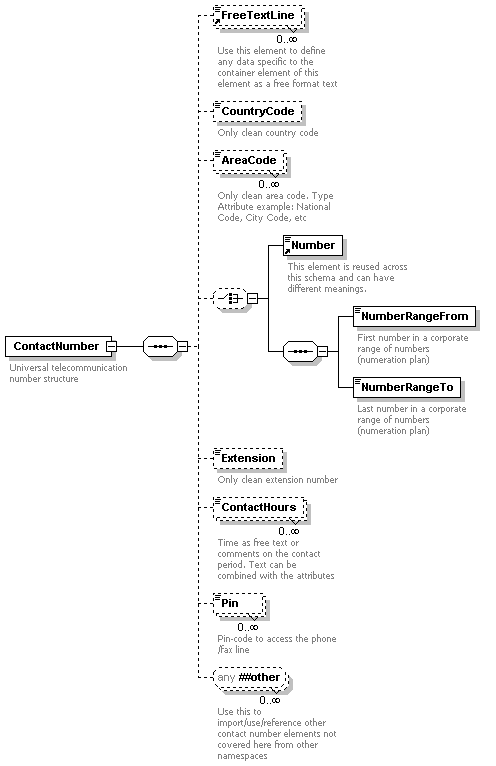 FreeTextLine
0..∞
Use this element to define
any data specific to the
container element of this
element as a free format text
CountryCode
Only clean country code
AreaCode
0..∞
Only clean area code. Type
Attribute example: National
Code, City Code, etc
Number
This element is reused across
this schema and can have
different meanings.
NumberRangeFrom
First number in a corporate
range of numbers
(numeration plan)
ContactNumber
Universal telecommunication
number structure
NumberRangeTo
Last number in a corporate
range of numbers
(numeration plan)
Extension
Only clean extension number
ContactHours
0..∞
Time as free text or
comments on the contact
period. Text can be
combined with the attributes
Pin
0..∞
Pin-code to access the phone
/fax line
any ##other
0..∞
Use this to
import/use/reference other
contact number elements not
covered here from other
namespaces